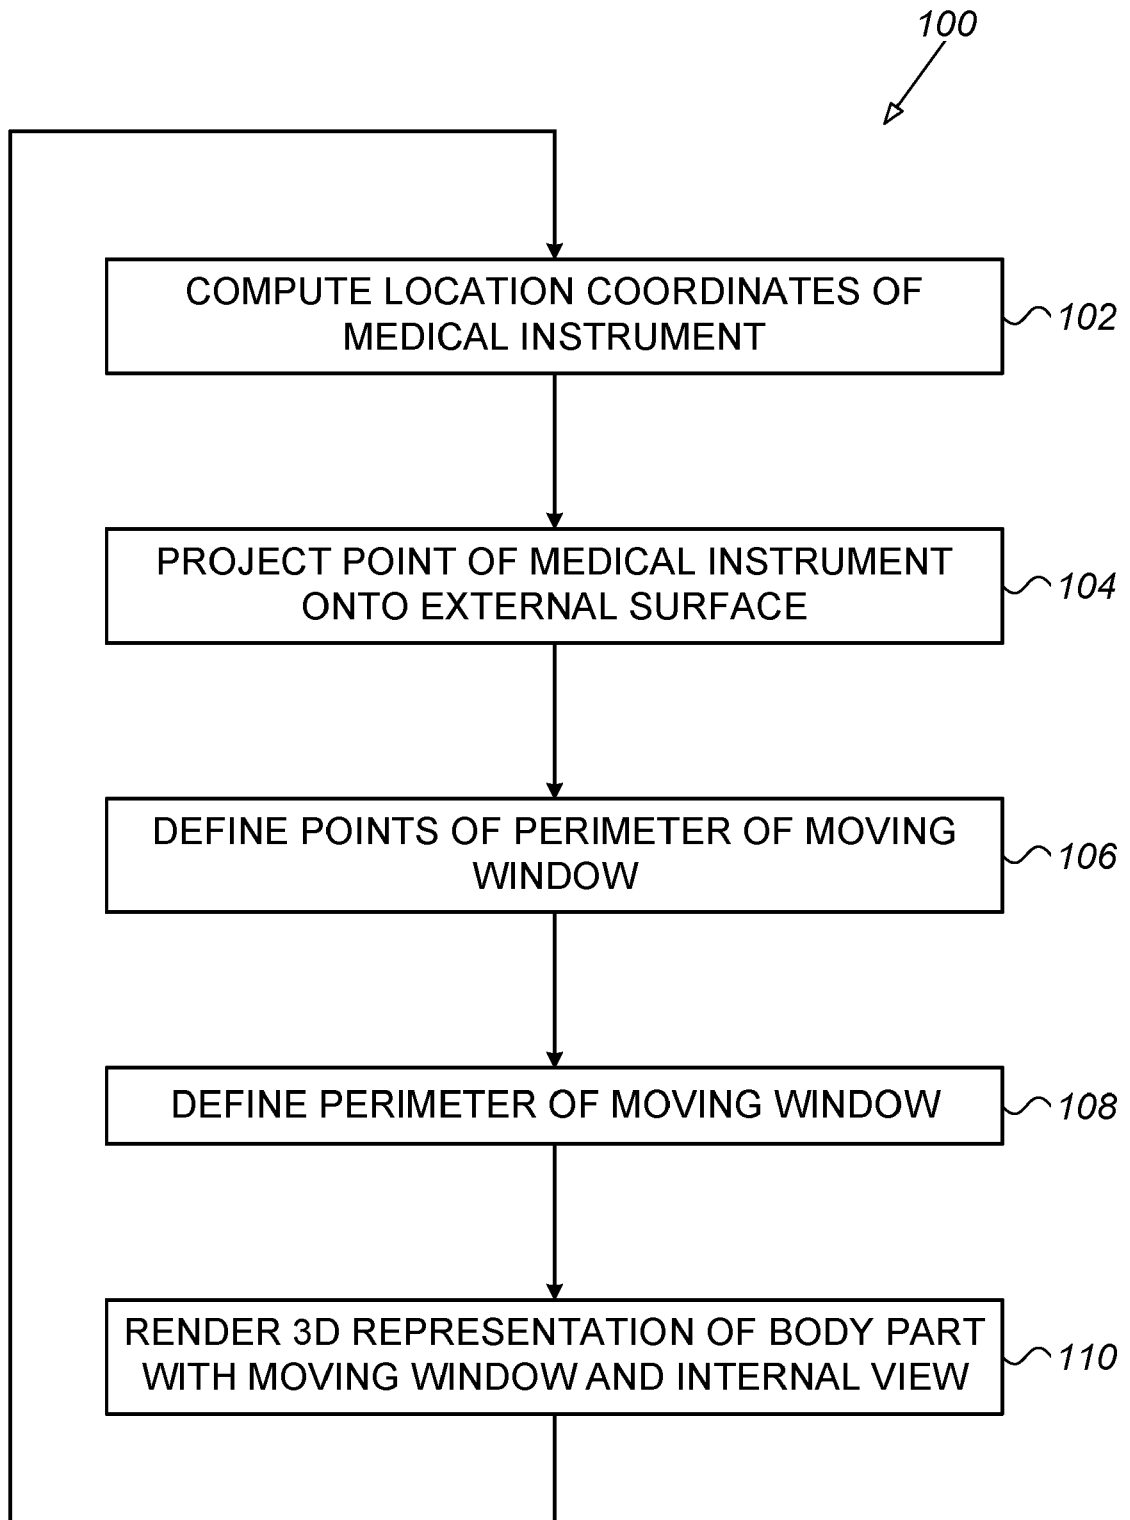 100
COMPUTE LOCATION COORDINATES OF
MEDICAL INSTRUMENT
102
PROJECT POINT OF MEDICAL INSTRUMENT
ONTO EXTERNAL SURFACE
104
DEFINE POINTS OF PERIMETER OF MOVING
WINDOW
106
DEFINE PERIMETER OF MOVING WINDOW
108
RENDER 3D REPRESENTATION OF BODY PART
WITH MOVING WINDOW AND INTERNAL VIEW
110